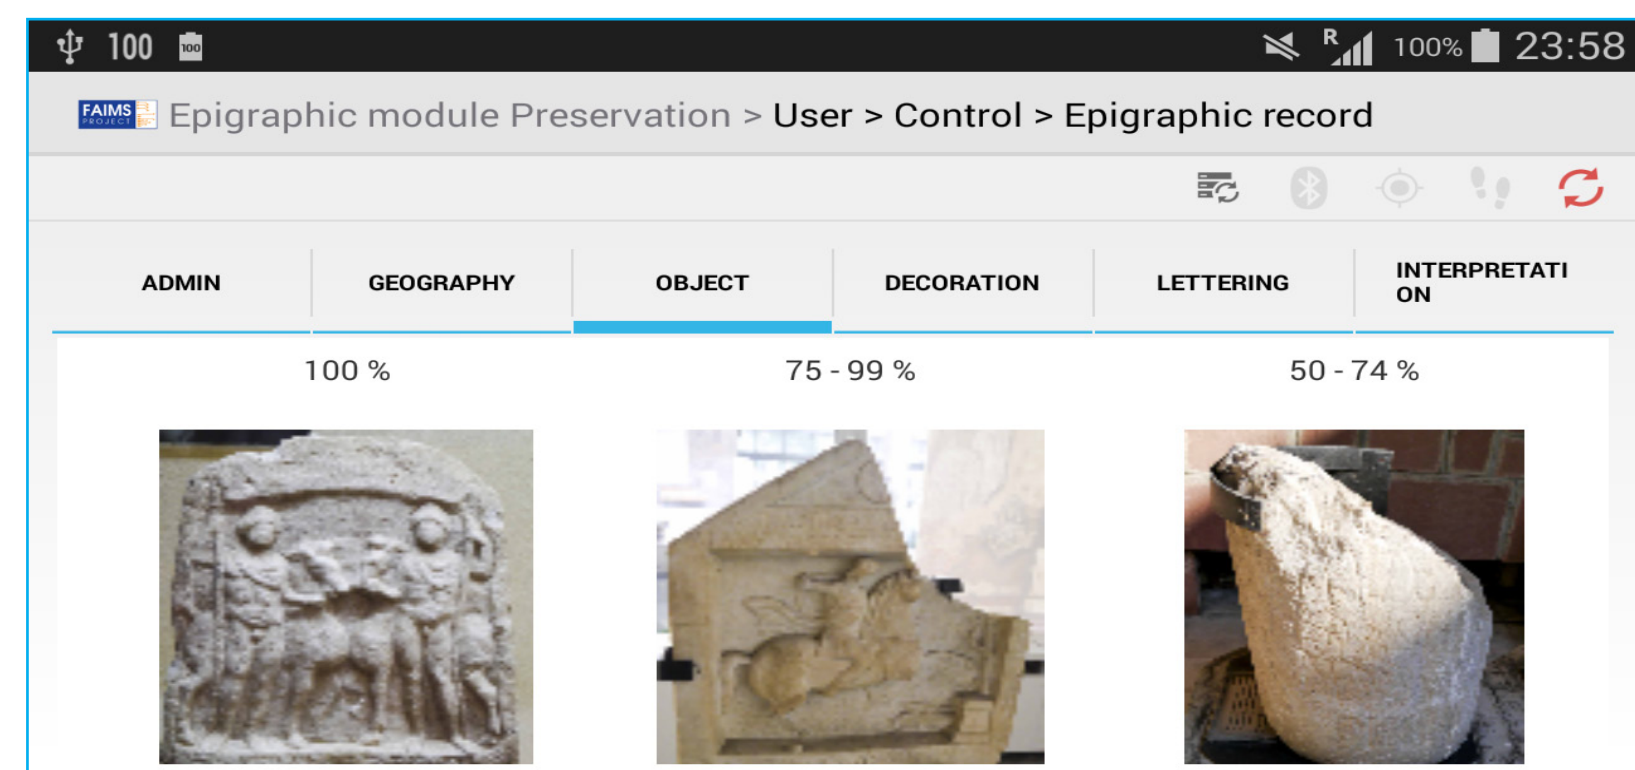 100 100 R 100% 23:58
FAIMS PROJECT Epigraphic module Preservation > User > Control > Epigraphic record
ADMIN GEOGRAPHY OBJECT DECORATION LETTERING INTERPRETATI
ON
100 % 75 - 99 % 50 - 74 %